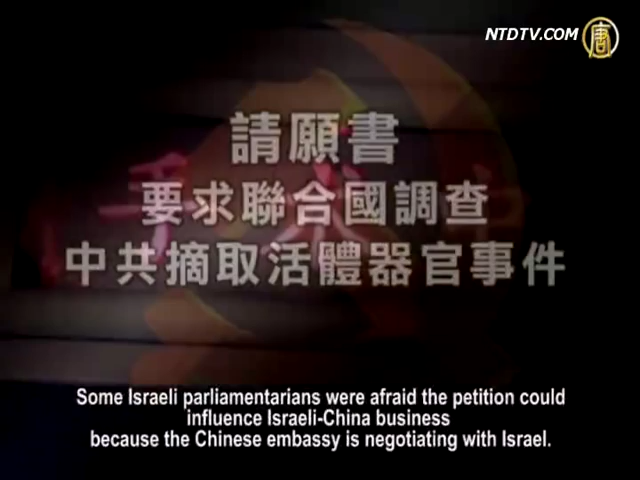 NTDTV.COM
唐
請願書
要求聯合國調查
中共摘取活體器官事件
Some Israeli parliamentarians were afraid the petition could
influence Israeli-China business
because the Chinese embassy is negotiating with Israel.